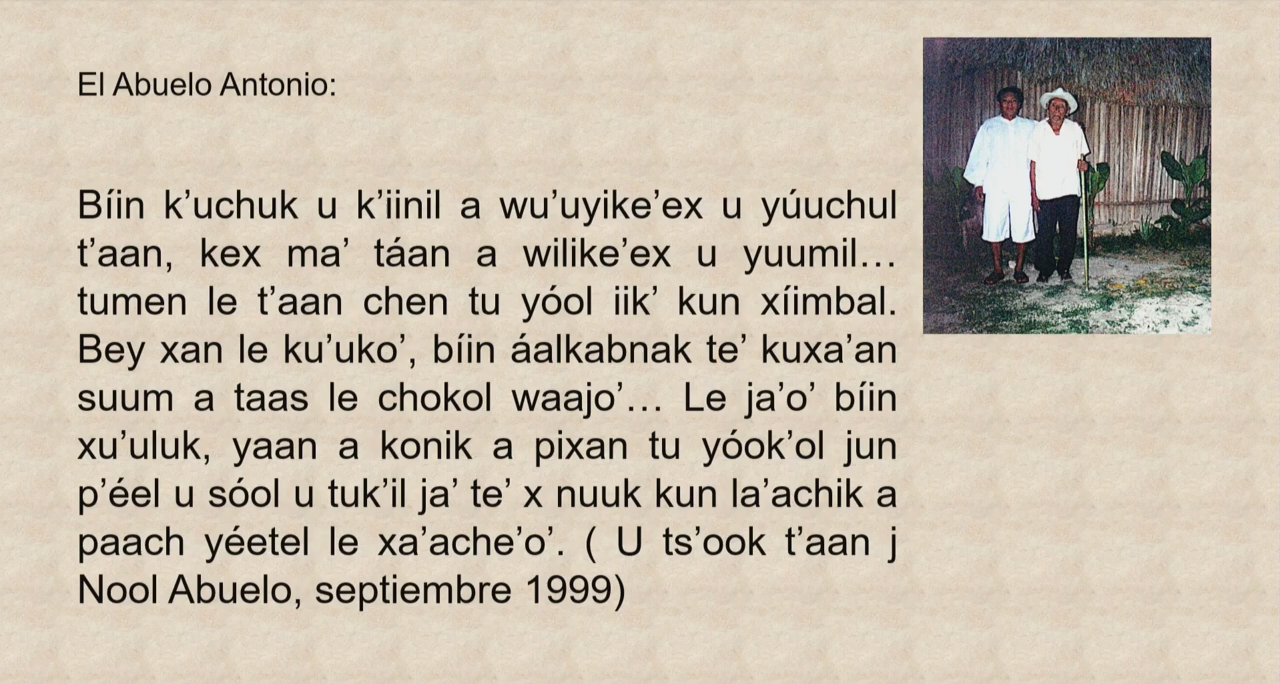 El Abuelo Antonio:
Bíin k’uchuk u k’iinil a wu’uyike’ex u yúuchul
t’aan, kex ma’ táan a wilike’ex u yuumil…
tumen le t’aan chen tu yóol iik’ kun xíimbal.
Bey xan le ku’uko’, bíin áalkabnak te’ kuxa’an
suum a taas le chokol waajo’… Le ja’o’ bíin
xu’uluk, yaan a konik a pixan tu yóok’ol jun
p’éel u sóol u tuk’il ja’ te’ x nuuk kun la’achik a
paach yéetel le xa’ache’o’. ( U ts’ook t’aan j
Nool Abuelo, septiembre 1999)